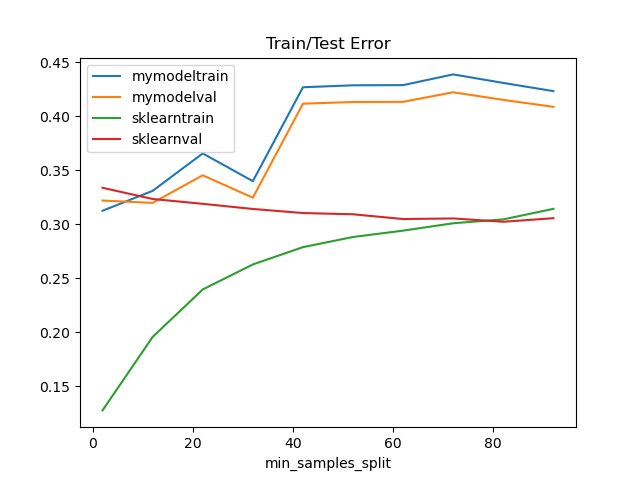 Train/Test Error
0.45
0.40
0.35
0.30
0.25
0.20
0.15
mymodeltrain
mymodelval
sklearntrain
sklearnval
0 20 40 60 80
min_samples_split